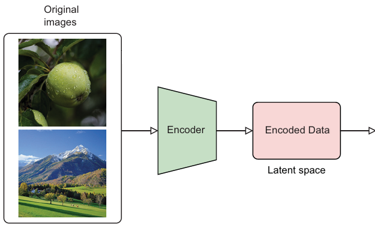 Original
images
Encoder
Encoded Data
Latent space